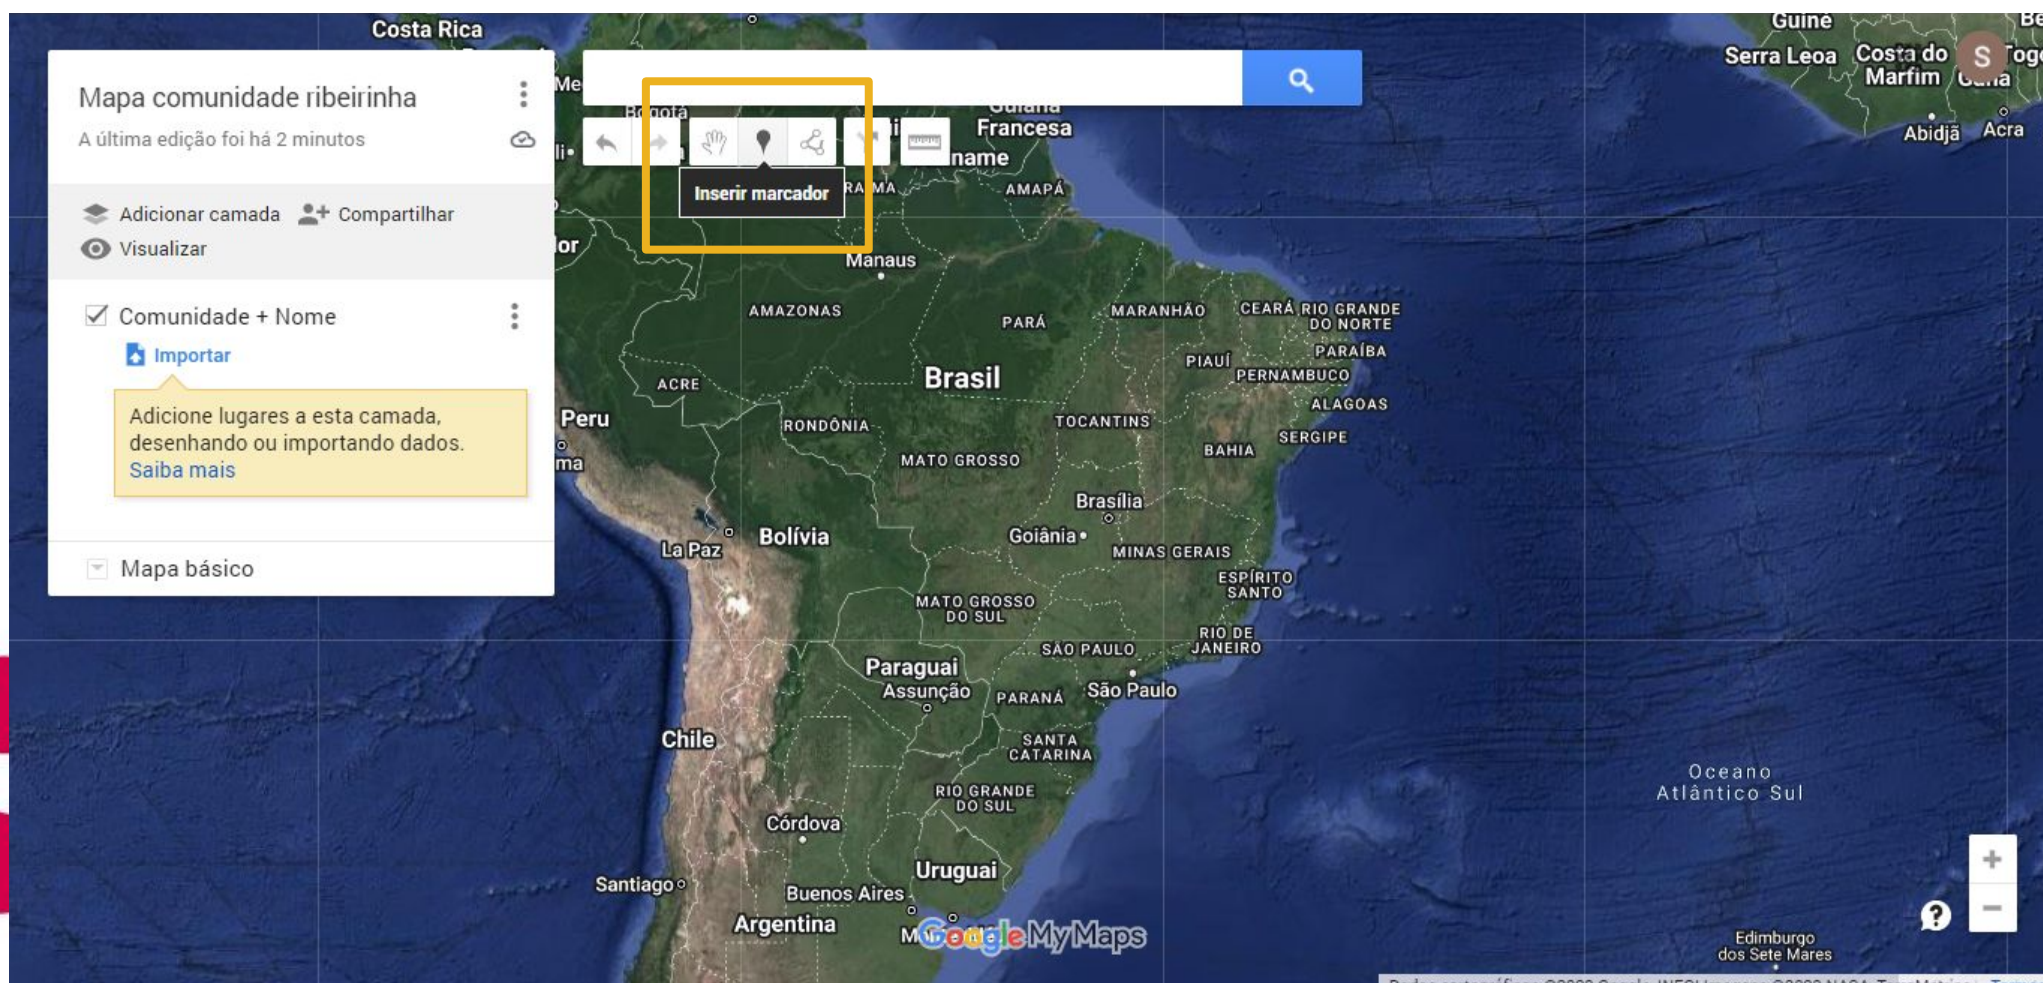 Costa Rica
Guiné
Serra Leoa
Costa do
Marfim
S
Abidjã
Acra
Mapa comunidade ribeirinha
A última edição foi há 2 minutos
Adicionar camada
Compartilhar
Visualizar
Comunidade + Nome
Importar
Adicione lugares a esta camada,
desenhando ou importando dados.
Saiba mais
Mapa básico
Bogotá
Inserir marcador
Francesa
AMAPÁ
Manaus
AMAZONAS
PARÁ
MARANHÃO
CEARÁ
RIO GRANDE
DO NORTE
PARAÍBA
PIAUÍ
PERNAMBUCO
ALAGOAS
SERGIPE
ACRE
Brasil
Peru
RONDÔNIA
TOCANTINS
BAHIA
MATO GROSSO
Brasília
Goiânia
La Paz
Bolívia
MINAS GERAIS
ESPÍRITO
SANTO
MATO GROSSO
DO SUL
RIO DE
JANEIRO
SÃO PAULO
Paraguai
Assunção
PARANÁ
São Paulo
Chile
SANTA
CATARINA
RIO GRANDE
DO SUL
Córdova
Uruguai
Santiago
Buenos Aires
Argentina
Google My Maps
Oceano
Atlântico Sul
+
?
−
Edimburgo
dos Sete Mares